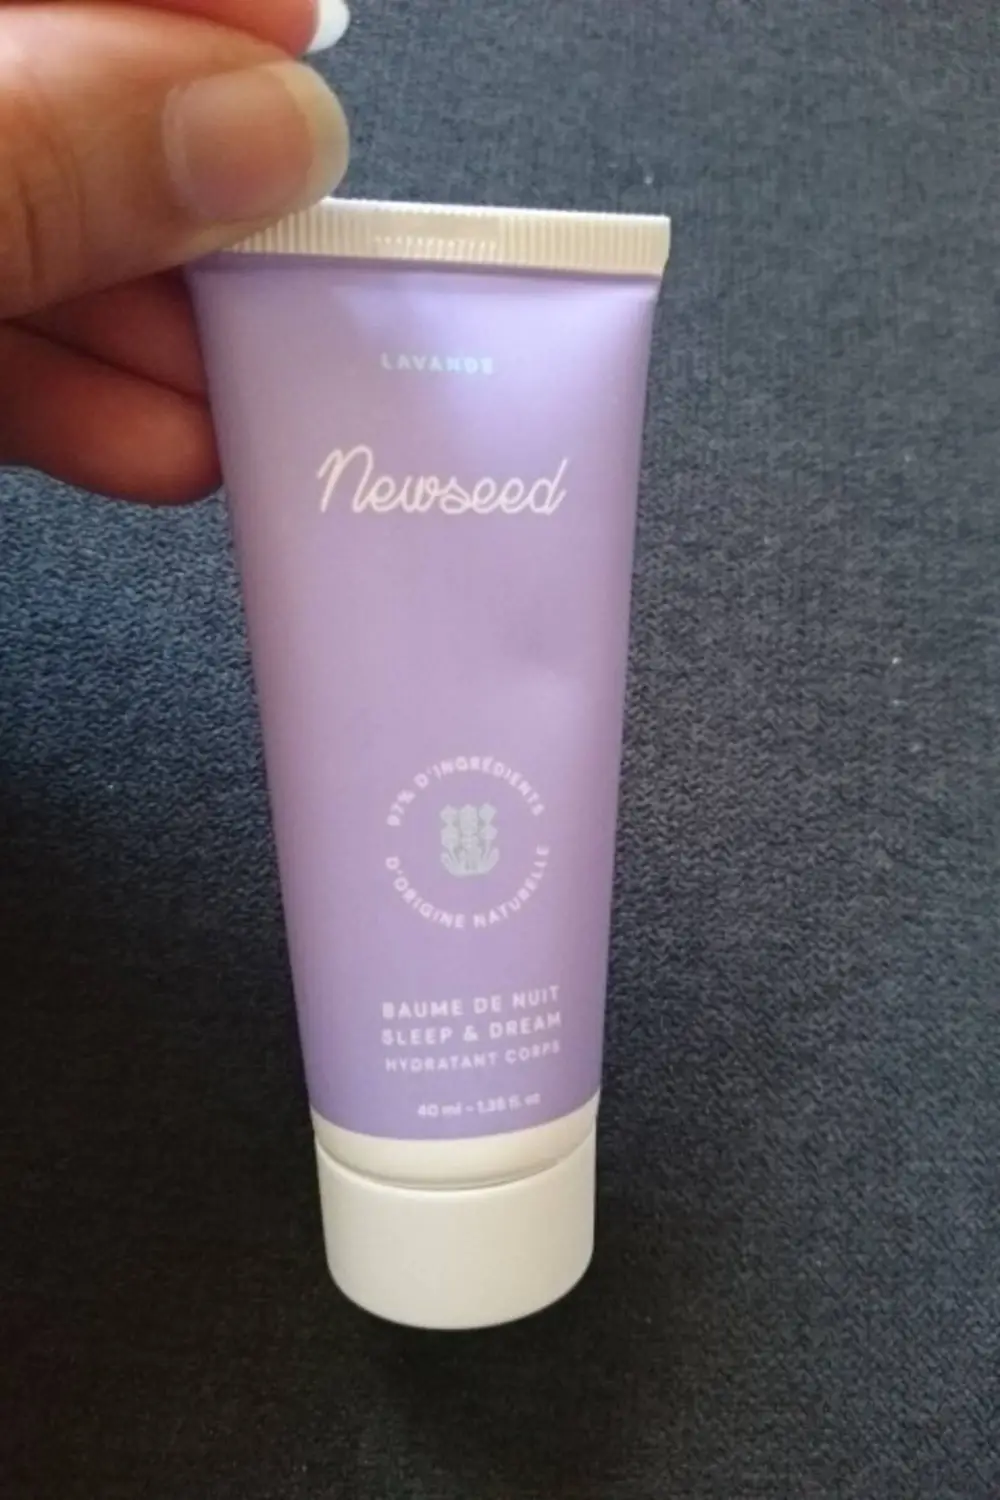 LAVANDE
Newseed
97% D'INGRÉDIENTS
D'ORIGINE NATURELLE
BAUME DE NUIT
SLEEP & DREAM
HYDRATANT CORPS
40 ml - 1.35 fl. oz